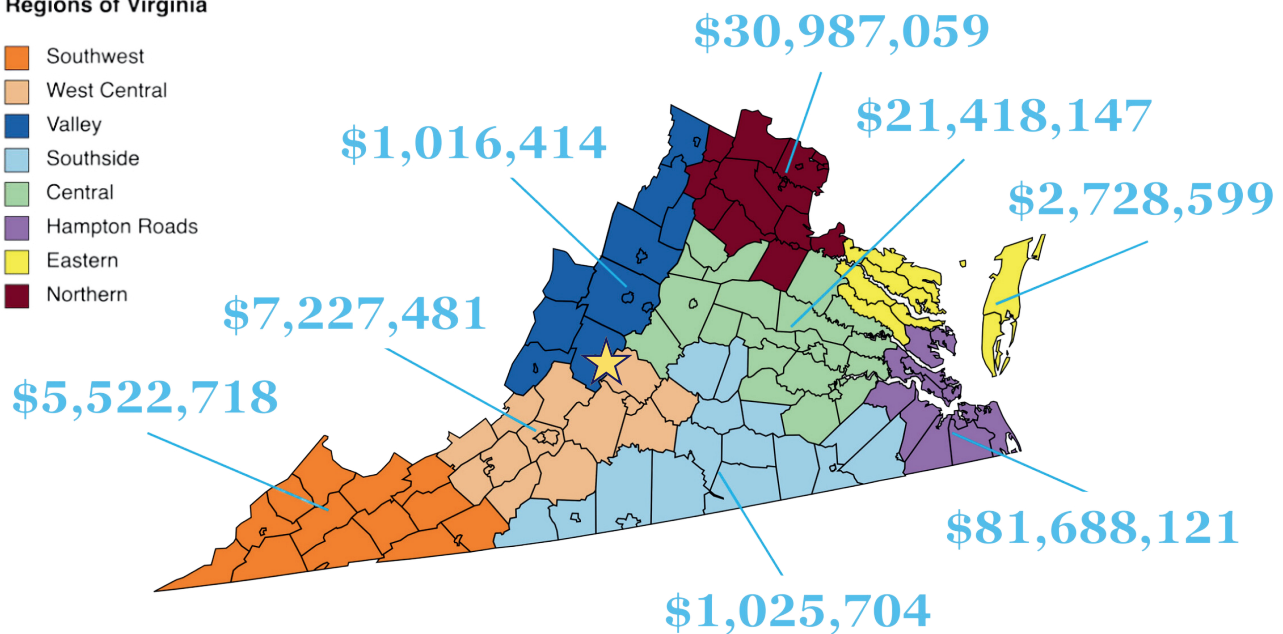 Regions of Virginia
Southwest
West Central
Valley
Southside
Central
Hampton Roads
Eastern
Northern
$30,987,059
$21,418,147
$1,016,414
$2,728,599
$7,227,481
$5,522,718
$81,688,121
$1,025,704